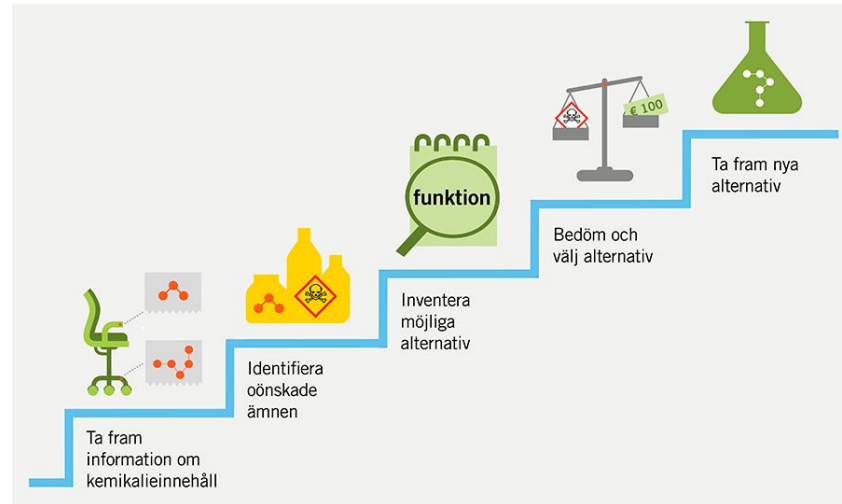 € 100
funktion
Ta fram nya
alternativ
Bedöm och
välj alternativ
Inventera
möjliga
alternativ
Identifiera
oönskade
ämnen
Ta fram
information om
kemikalieinnehåll